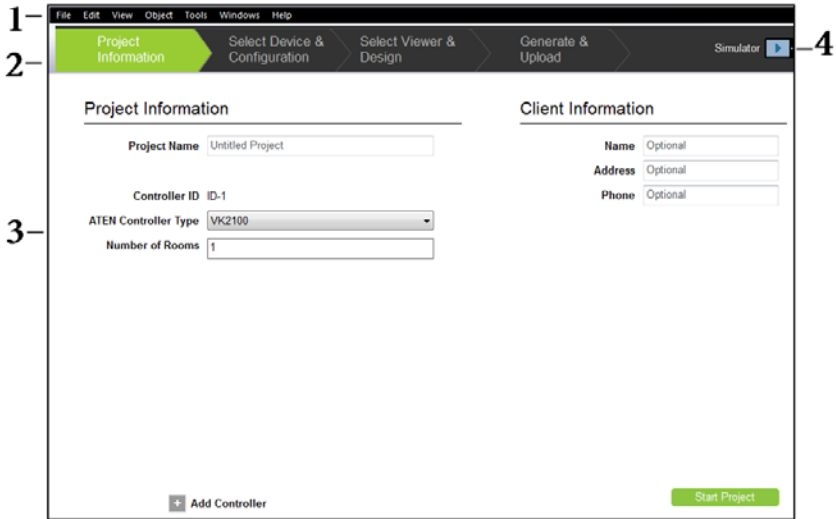 1
File Edit View Object Tools Windows Help
2
Project
Information
Select Device &
Configuration
Select Viewer &
Design
Generate &
Upload
Simulator
4
Project Information
Project Name Untitled Project
Controller ID ID-1
3
ATEN Controller Type VK2100
Number of Rooms 1
Client Information
Name Optional
Address Optional
Phone Optional
+ Add Controller
Start Project